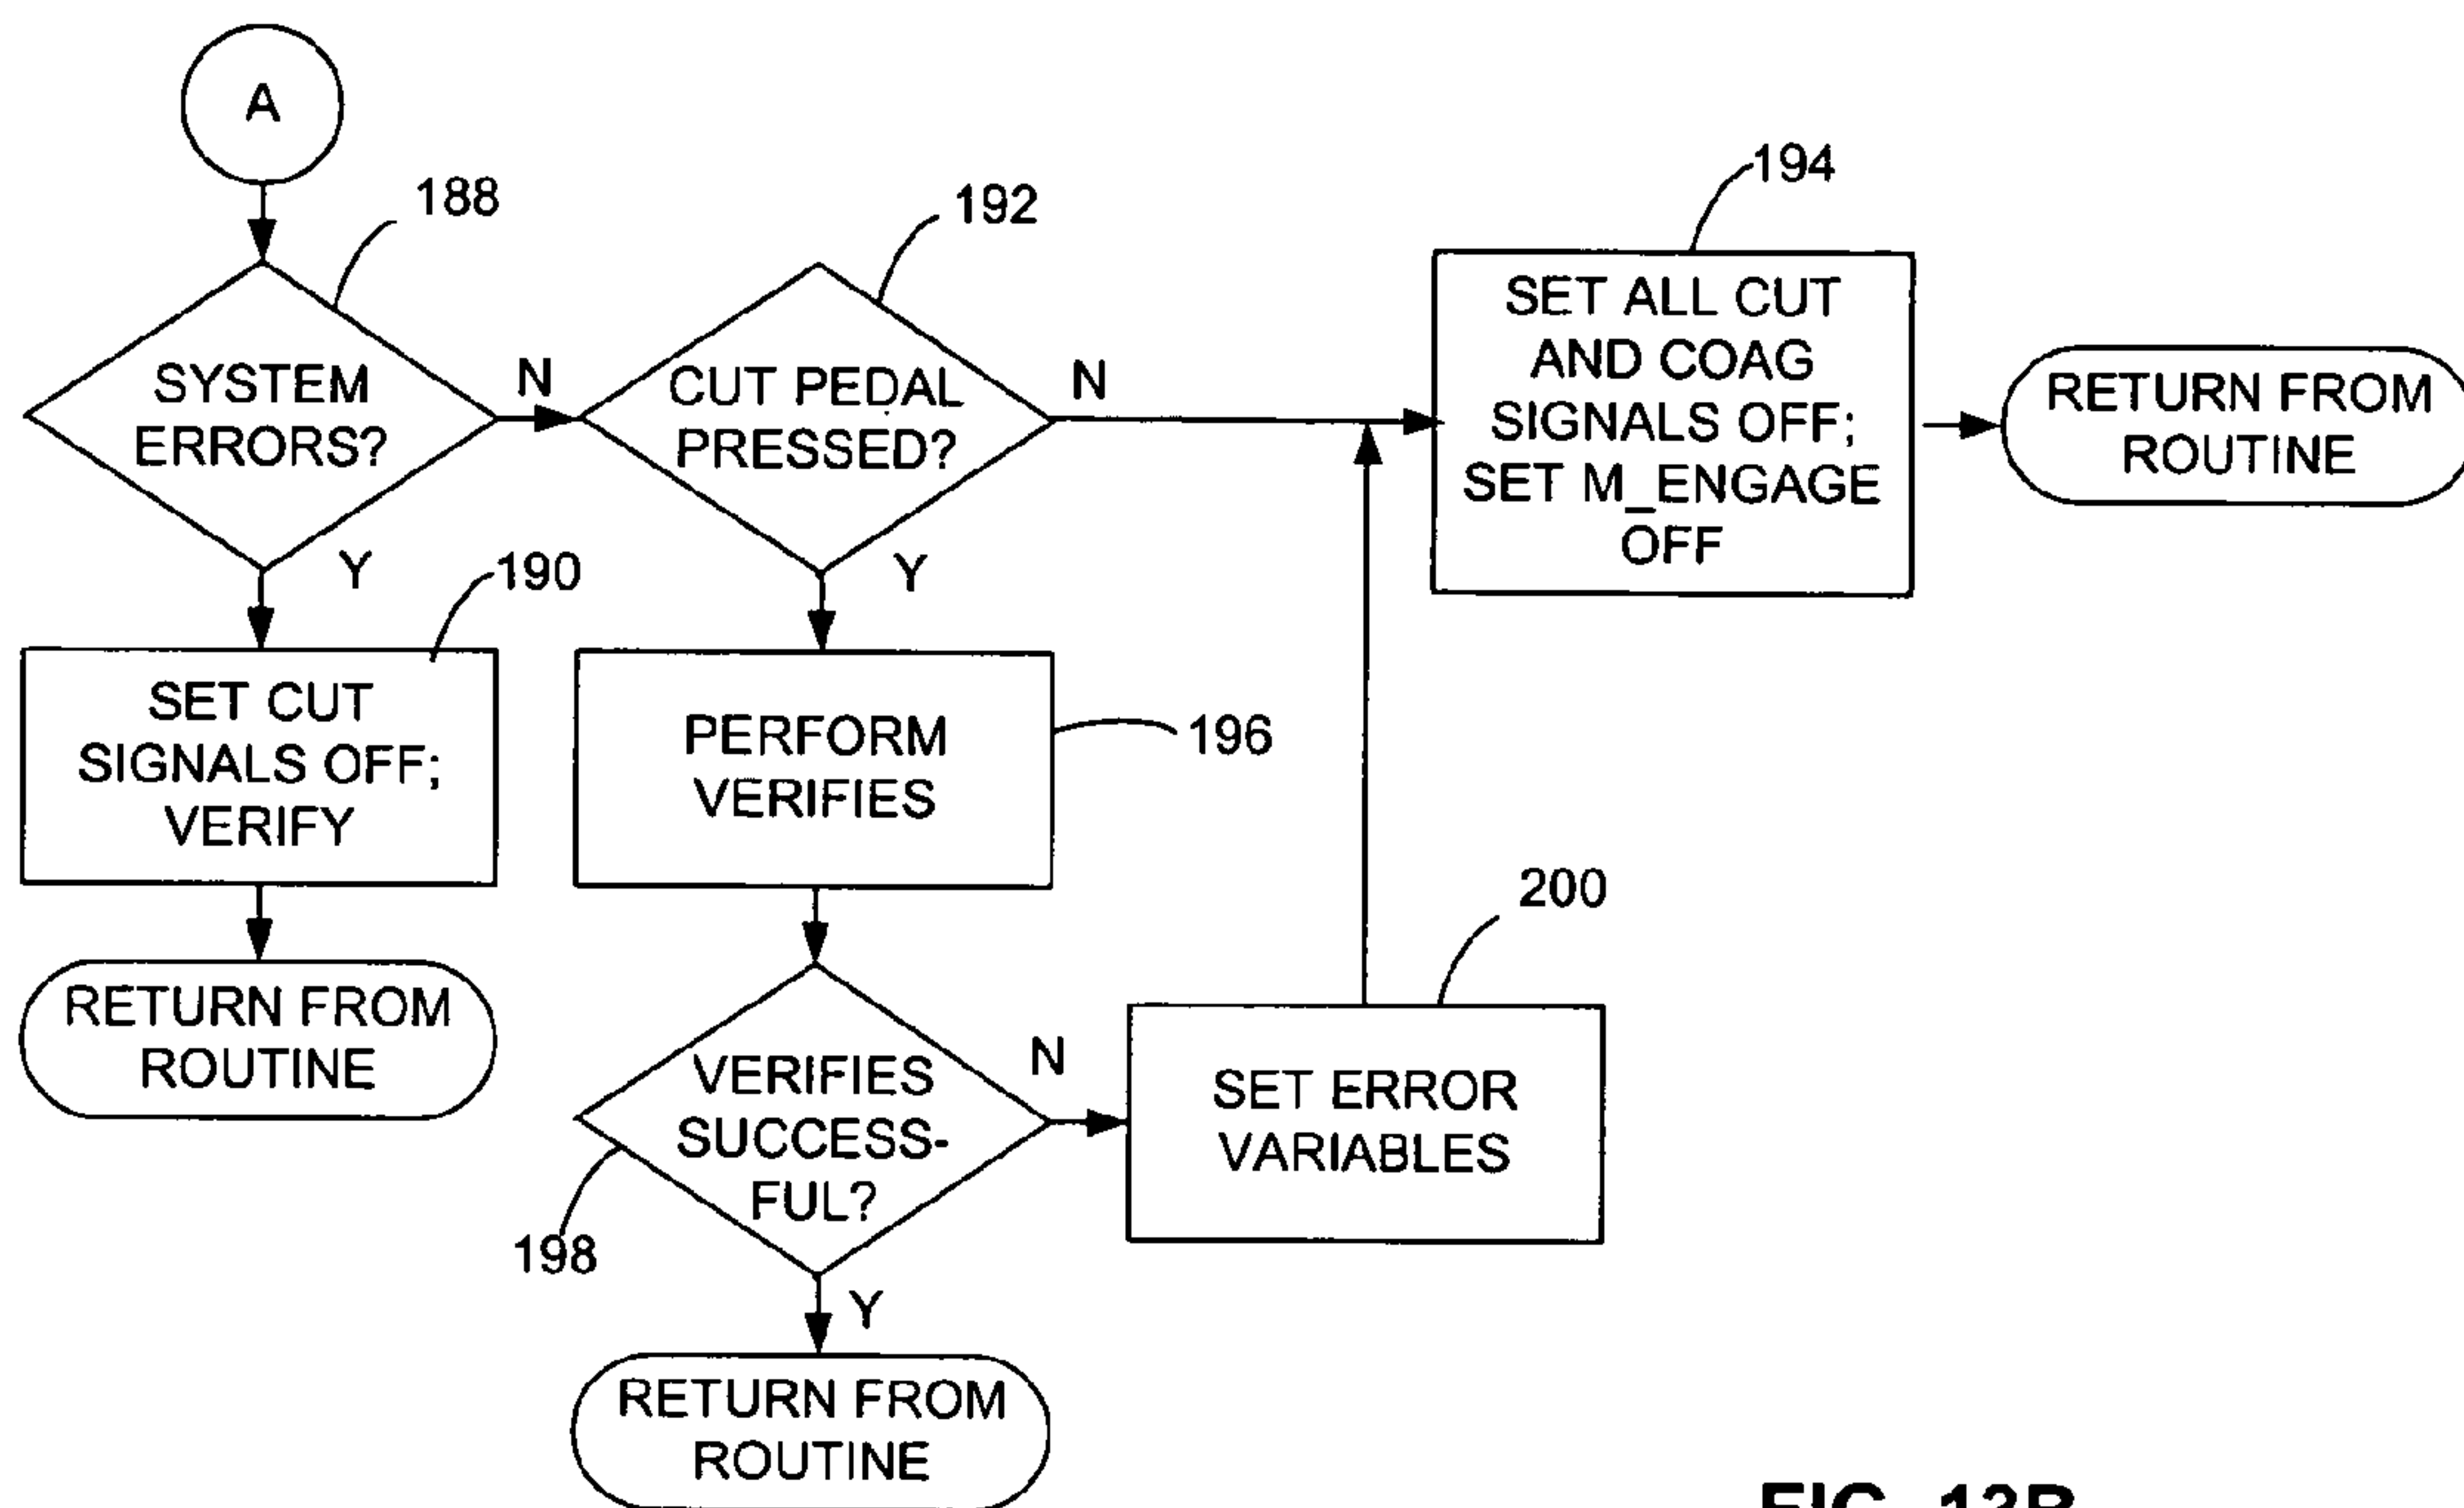 A
188
192
194
SYSTEM
ERRORS?
N
CUT PEDAL
PRESSED?
N
SET ALL CUT
AND COAG
SIGNALS OFF;
SET M_ENGAGE
OFF
RETURN FROM
ROUTINE
Y
190
Y
SET CUT
SIGNALS OFF;
VERIFY
PERFORM
VERIFIES
196
200
RETURN FROM
ROUTINE
VERIFIES
SUCCESS-
FUL?
N
SET ERROR
VARIABLES
198
Y
RETURN FROM
ROUTINE
FIG.